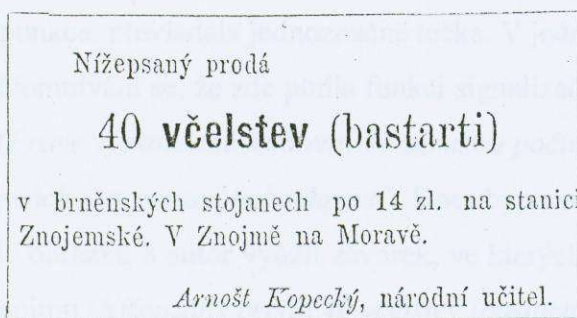 Nížepsaný prodá
40 včelstev (bastarti)
v brněnských stojanech po 14 zl. na stanici
Znojemské. V Znojmě na Moravě.
Arnošt Kopecký, národní učitel.